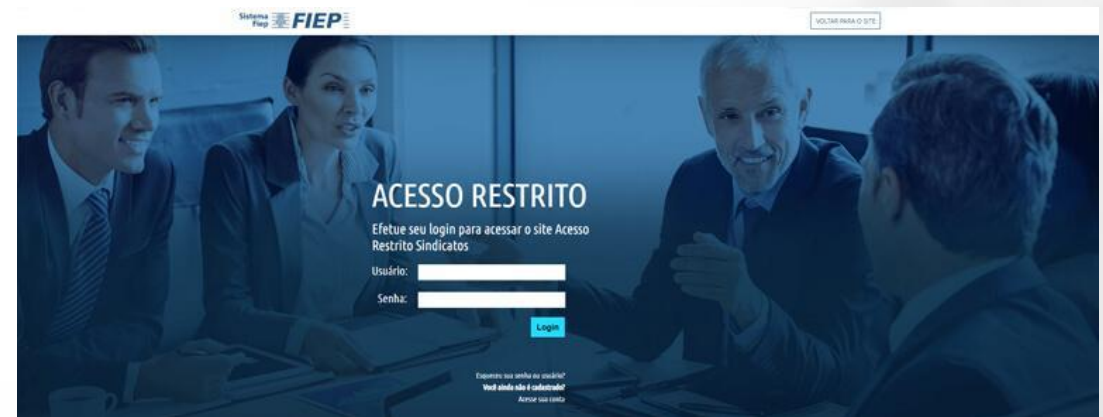 Sistema
Fiep
FIEP
VOLTAR PARA O SITE
ACESSO RESTRITO
Efetue seu login para acessar o site Acesso
Restrito Sindicatos
Usuário:
Senha:
Login
Esqueceu sua senha ou usuário?
Você ainda não é cadastrado?
Acesse sua conta